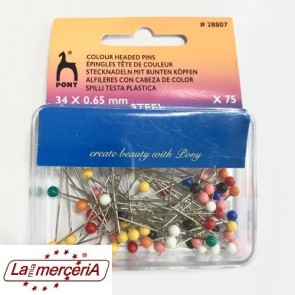 # 28807
COLOUR HEADED PINS
ÉPINGLES TÊTE DE COULEUR
STECKNADELN MIT BUNTEN KÖPFEN
ALFILERES CON CABEZA DE COLOR
SPILLI TESTA PLASTICA
PONY
34 X 0.65 mm
X 75
STEEL
create beauty with Pony
La mia merceria